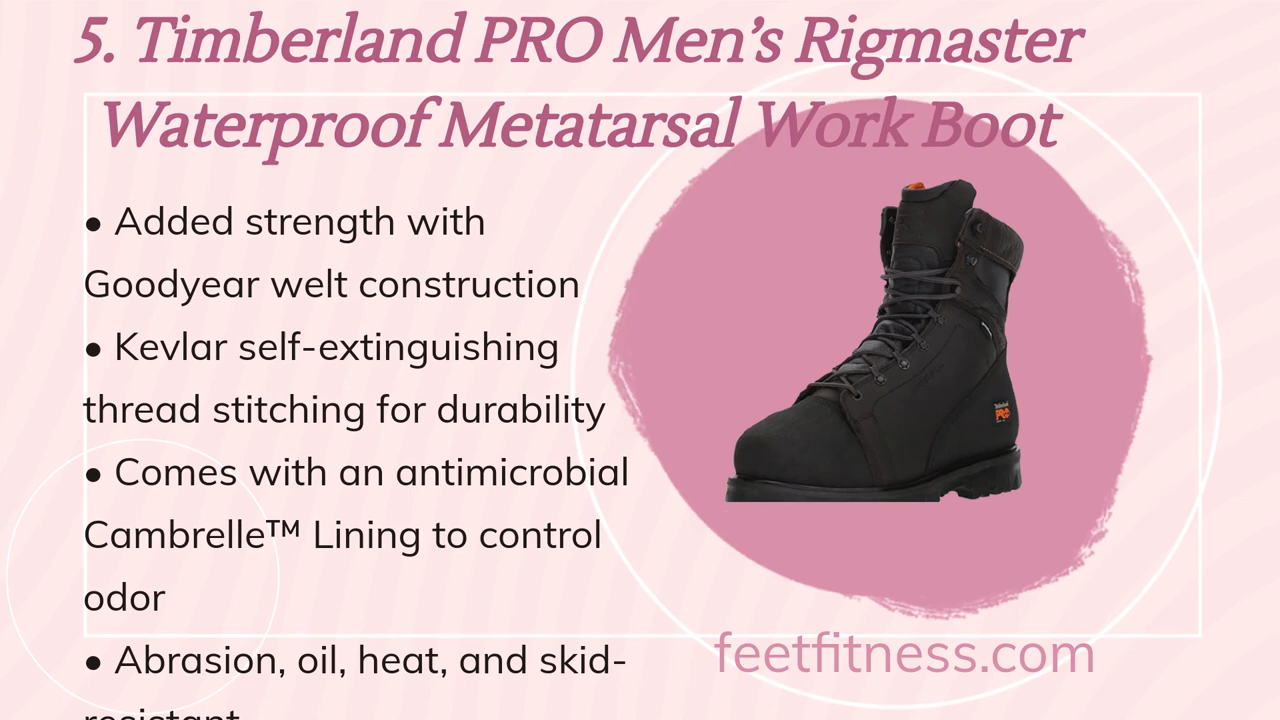 5. Timberland PRO Men’s Rigmaster
Waterproof Metatarsal Work Boot
• Added strength with
Goodyear welt construction
• Kevlar self-extinguishing
thread stitching for durability
• Comes with an antimicrobial
Cambrelle™ Lining to control
odor
• Abrasion, oil, heat, and skid-
resistant
PRO
feetfitness.com